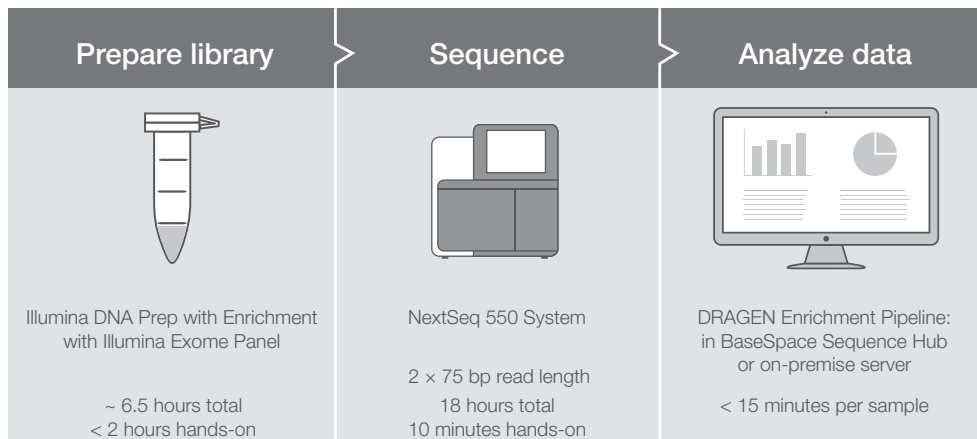 Prepare library
Sequence
Analyze data
Illumina DNA Prep with Enrichment
with Illumina Exome Panel
~ 6.5 hours total
< 2 hours hands-on
NextSeq 550 System
2 × 75 bp read length
18 hours total
10 minutes hands-on
DRAGEN Enrichment Pipeline:
in BaseSpace Sequence Hub
or on-premise server
< 15 minutes per sample